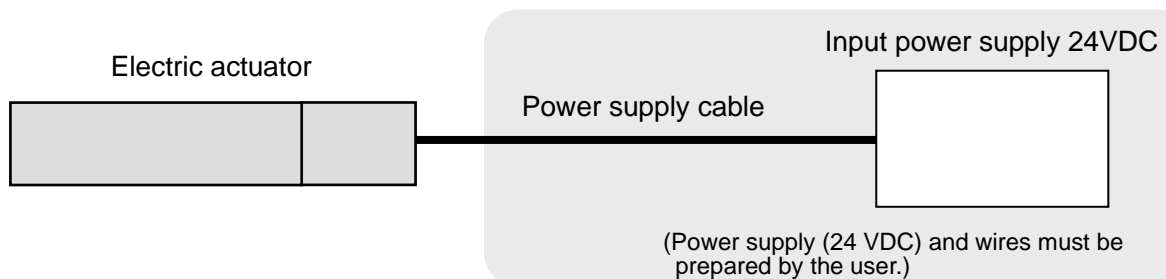 Input power supply 24VDC
Electric actuator
Power supply cable
(Power supply (24 VDC) and wires must be
prepared by the user.)